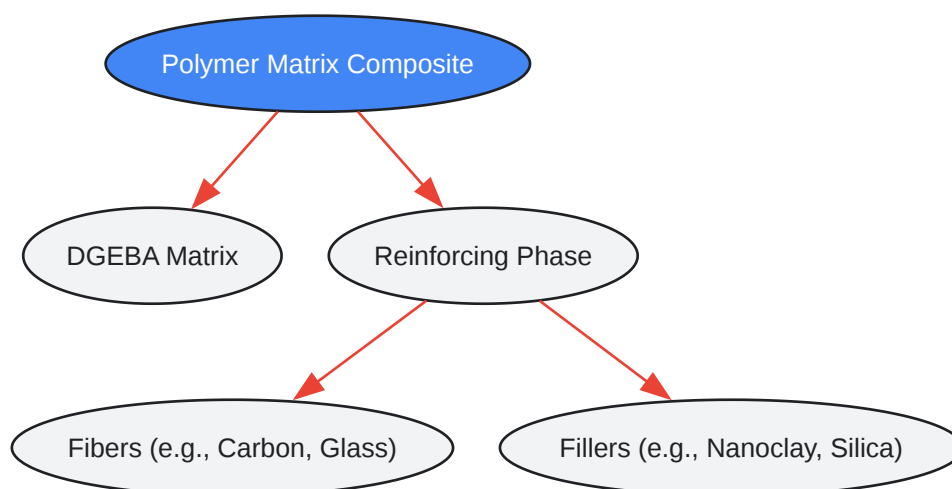 Polymer Matrix Composite
DGEBA Matrix
Reinforcing Phase
Fibers (e.g., Carbon, Glass)
Fillers (e.g., Nanoclay, Silica)